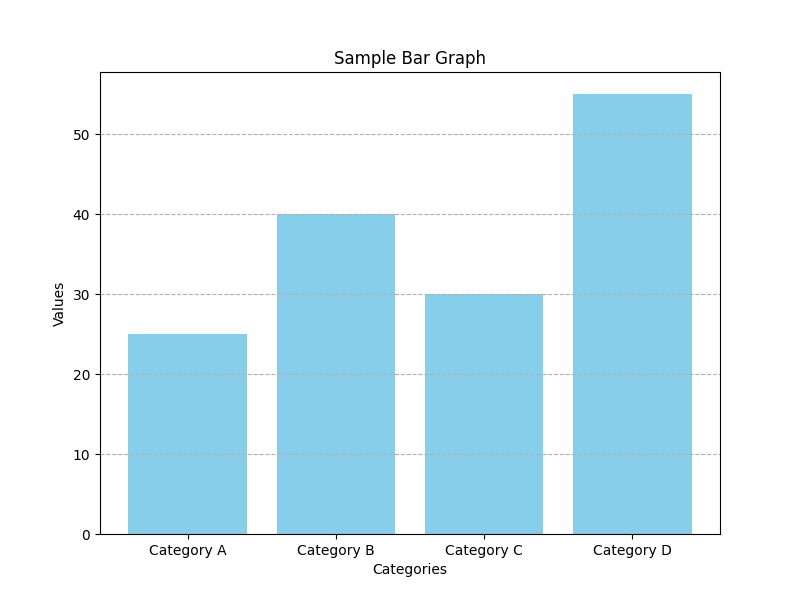 Sample Bar Graph
Values
50
40
30
20
10
0
Category A
Category B
Category C
Category D
Categories